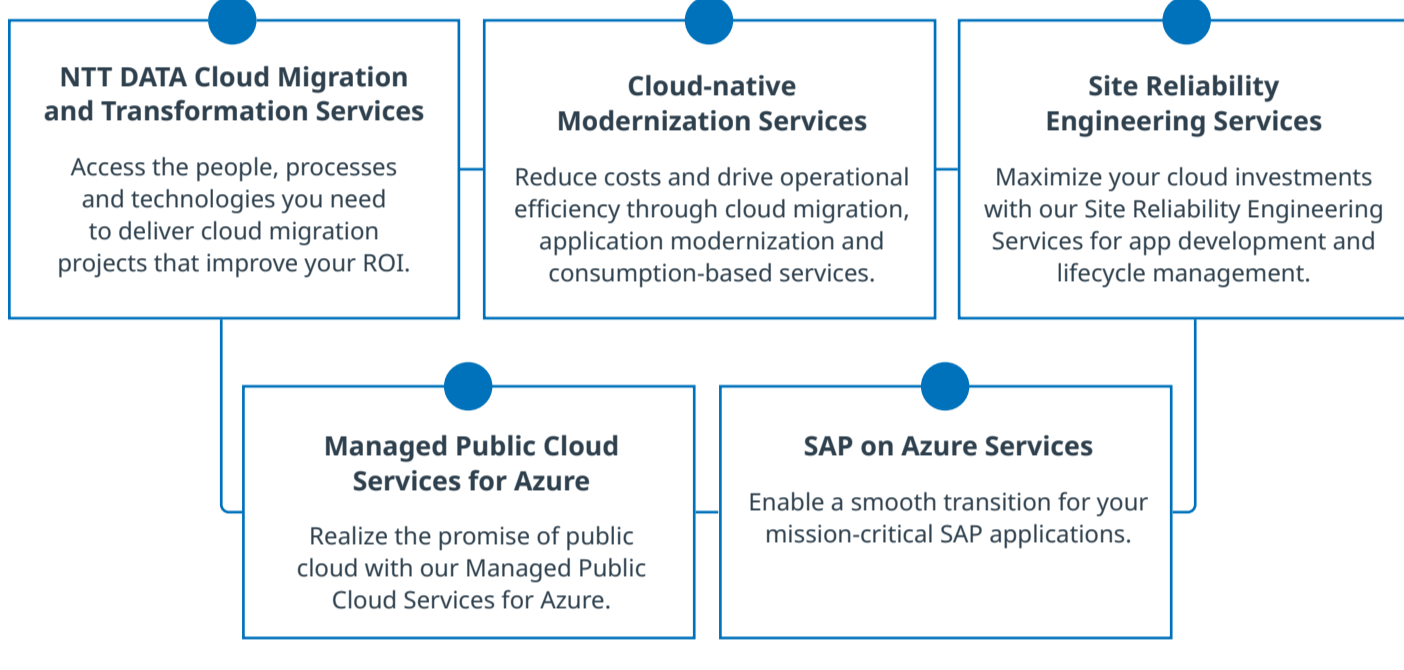 NTT DATA Cloud Migration
and Transformation Services
Access the people, processes
and technologies you need
to deliver cloud migration
projects that improve your ROI.
Cloud-native
Modernization Services
Reduce costs and drive operational
efficiency through cloud migration,
application modernization and
consumption-based services.
Site Reliability
Engineering Services
Maximize your cloud investments
with our Site Reliability Engineering
Services for app development and
lifecycle management.
Managed Public Cloud
Services for Azure
Realize the promise of public
cloud with our Managed Public
Cloud Services for Azure.
SAP on Azure Services
Enable a smooth transition for your
mission-critical SAP applications.